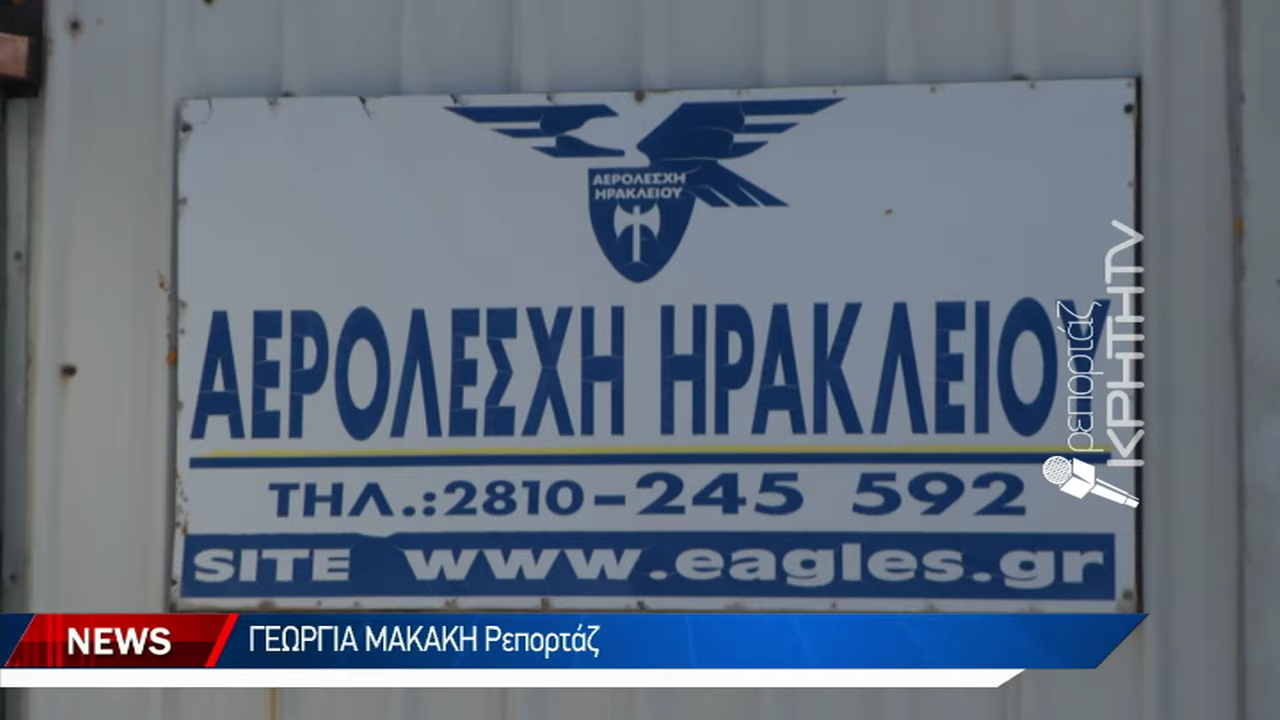 ΑΕΡΟΛΕΣΧΗ
ΗΡΑΚΛΕΙΟΥ
ΑΕΡΟΛΕΣΧΗ ΗΡΑΚΛΕΙΟΥ
ΤΗΛ.:2810-245 592
SITE www.eagles.gr
ρεπορτάζ
ΚΡΗΤΗTV
NEWS ΓΕΩΡΓΙΑ ΜΑΚΑΚΗ Ρεπορτάζ